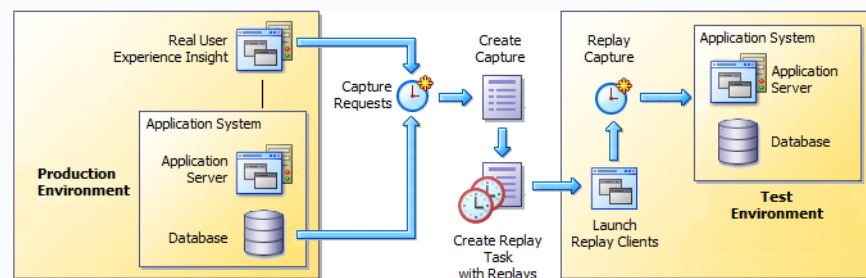 Real User
Experience Insight
Application System
Application
Server
Database
Production
Environment
Capture
Requests
Create
Capture
Create Replay
Task
with Replays
Replay
Capture
Launch
Replay Clients
Application System
Application
Server
Database
Test
Environment